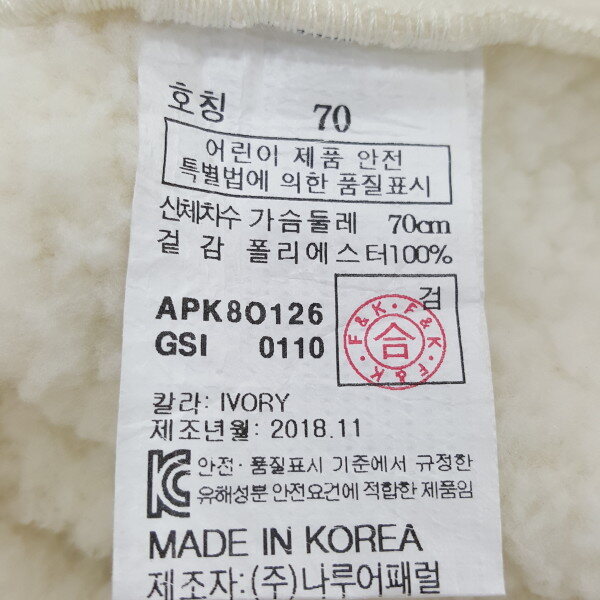 호칭 70
어린이 제품 안전
특별법에 의한 품질표시
신체치수 가슴둘레 70cm
겉 감 폴리에스터100%
APK8O126
GSI 0110
검
F&K·F&K·
合
칼라: IVORY
제조년월: 2018.11
안전·품질표시 기준에서 규정한
유해성분 안전요건에 적합한 제품임
MADE IN KOREA
제조자:(주)나루어패럴